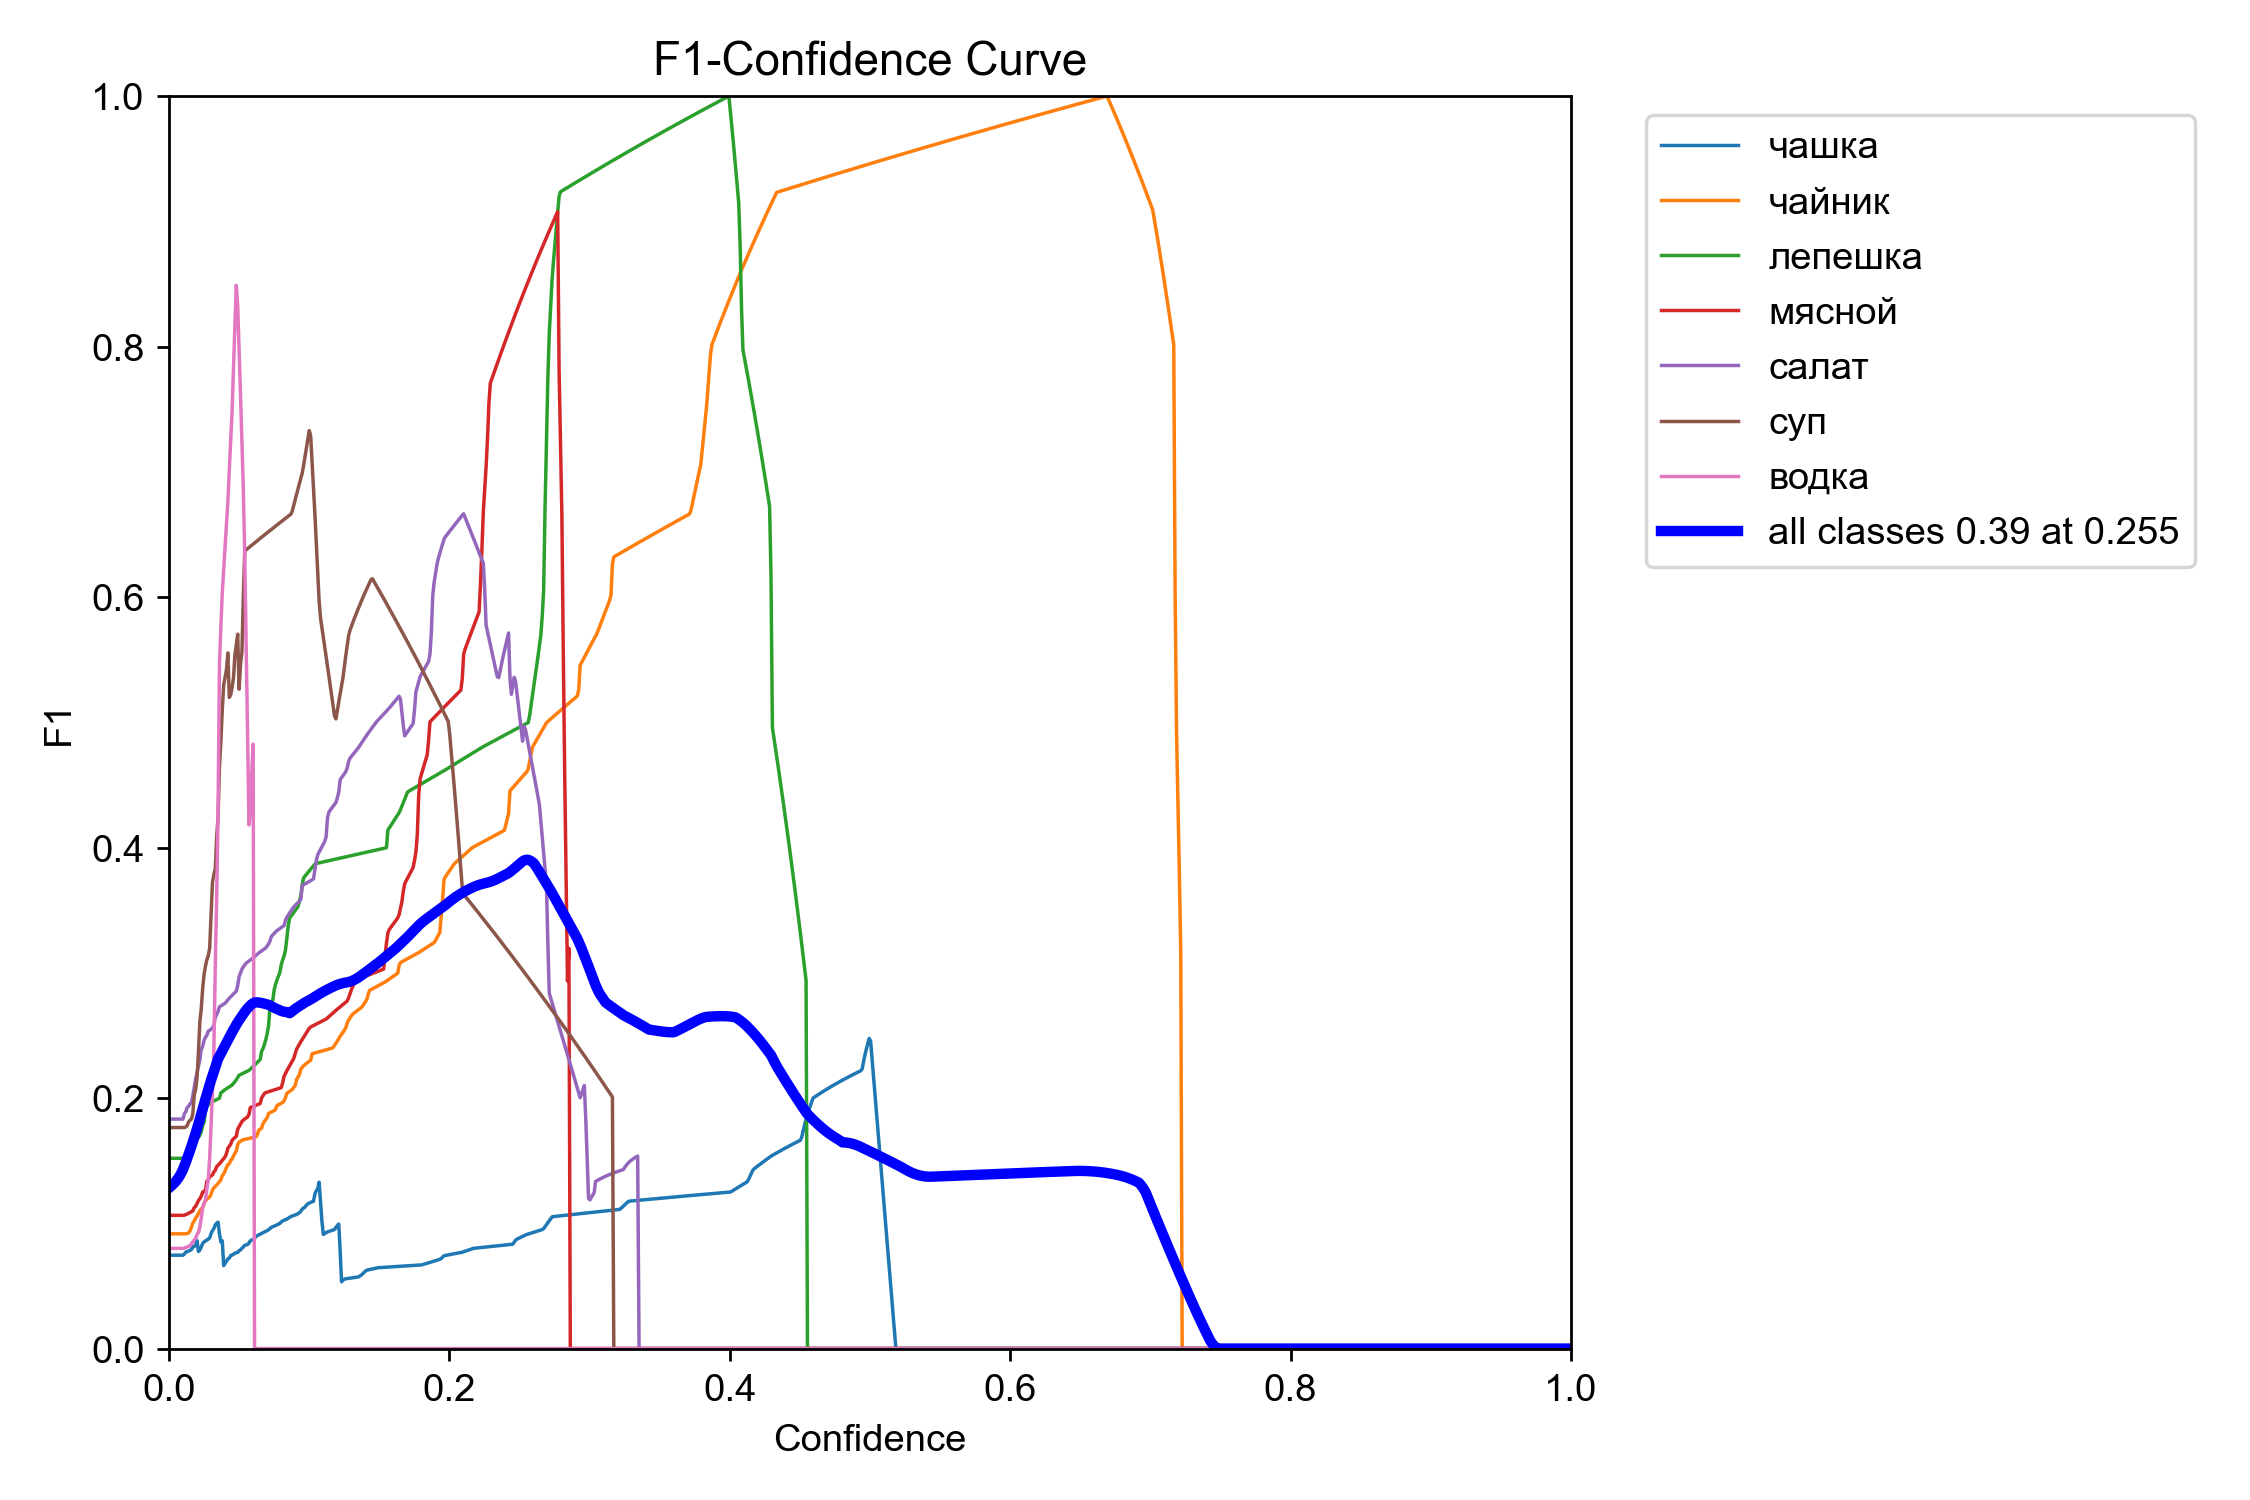 F1-Confidence Curve
1.0
0.8
0.6
0.4
0.2
0.0
F1
0.0 0.2 0.4 0.6 0.8 1.0
Confidence
чашка
чайник
лепешка
мясной
салат
суп
водка
all classes 0.39 at 0.255